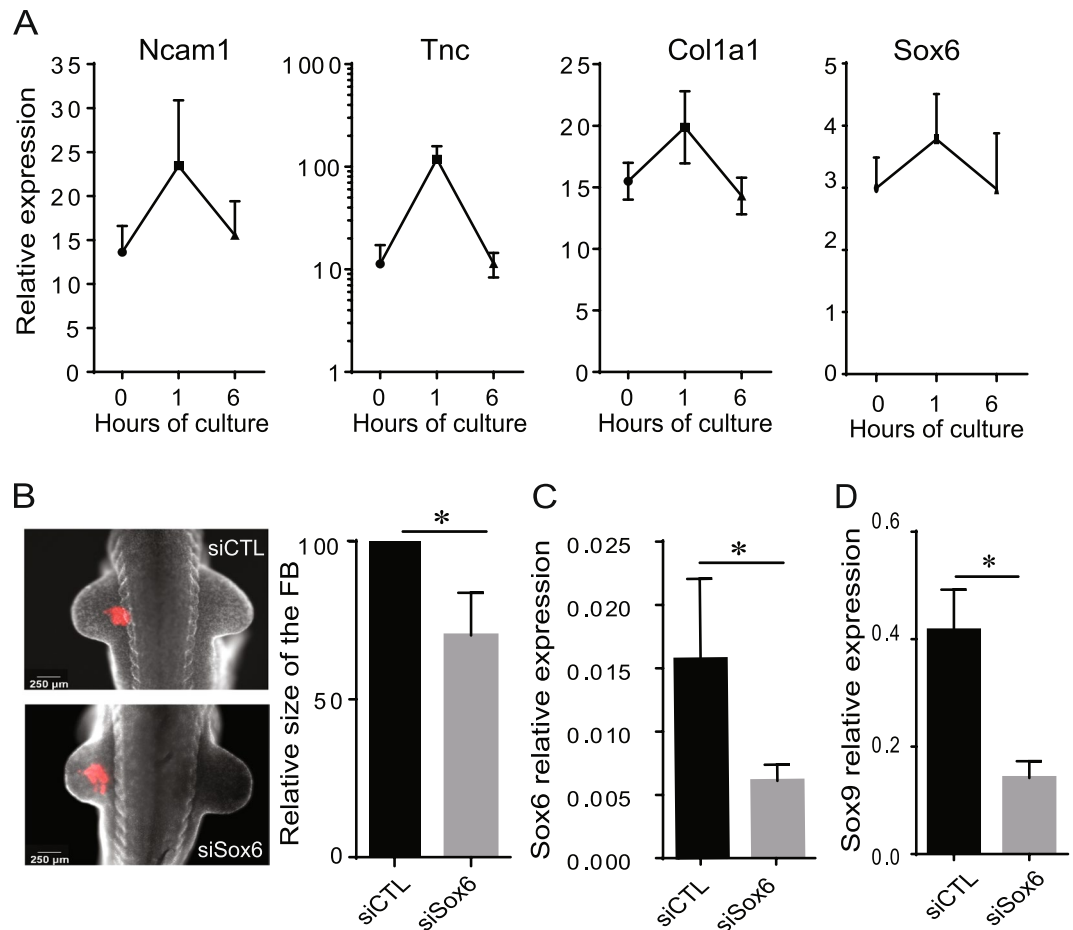 A
Ncam1
Tnc
Col1a1
Sox6
Relative expression
35
30
25
20
15
10
5
0
0 1 6
Hours of culture
1000
100
10
1
0 1 6
Hours of culture
25
20
15
10
5
0
0 1 6
Hours of culture
5
4
3
2
1
0
0 1 6
Hours of culture
B
siCTL
250 μm
siSox6
250 μm
Relative size of the FB
100
50
0
*
siCTL
siSox6
C
Sox6 relative expression
0.025
0.020
0.015
0.010
0.005
0.000
*
siCTL
siSox6
D
Sox9 relative expression
0.6
0.4
0.2
0.0
*
siCTL
siSox6